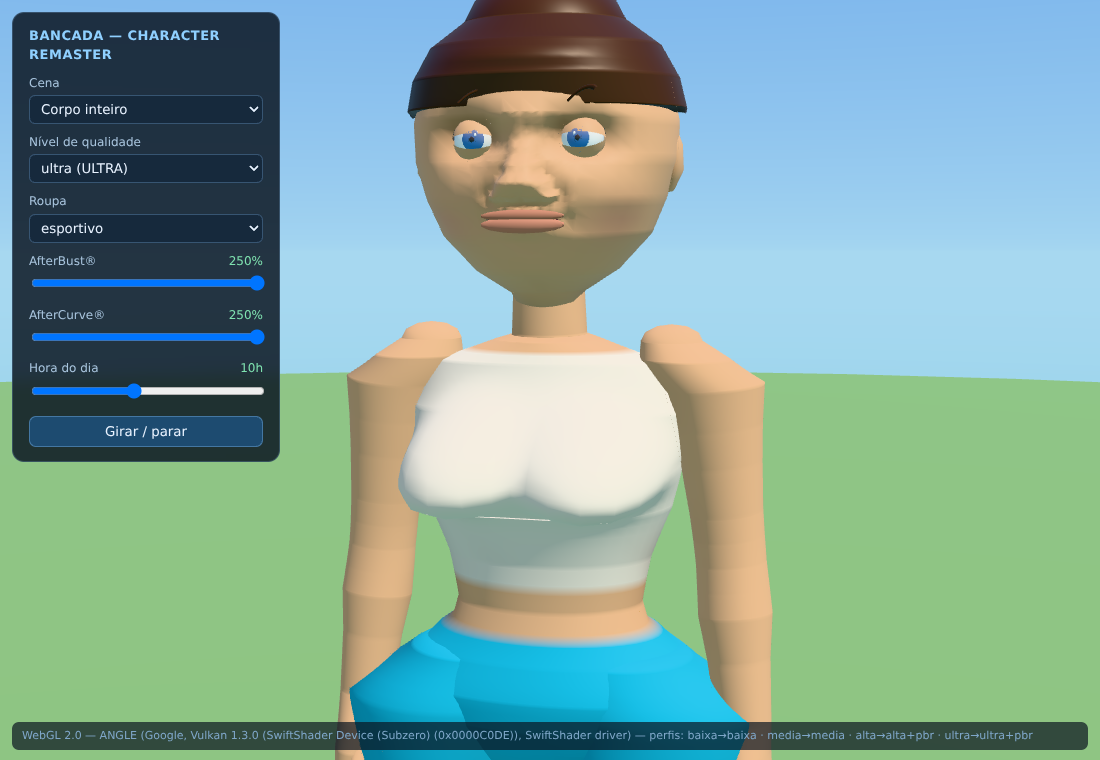 BANCADA — CHARACTER
REMASTER
Cena
Corpo inteiro
Nível de qualidade
ultra (ULTRA)
Roupa
esportivo
AfterBust® 250%
AfterCurve® 250%
Hora do dia 10h
Girar / parar
WebGL 2.0 — ANGLE (Google, Vulkan 1.3.0 (SwiftShader Device (Subzero) (0x0000C0DE)), SwiftShader driver) — perfis: baixa→baixa · media→media · alta→alta+pbr · ultra→ultra+pbr